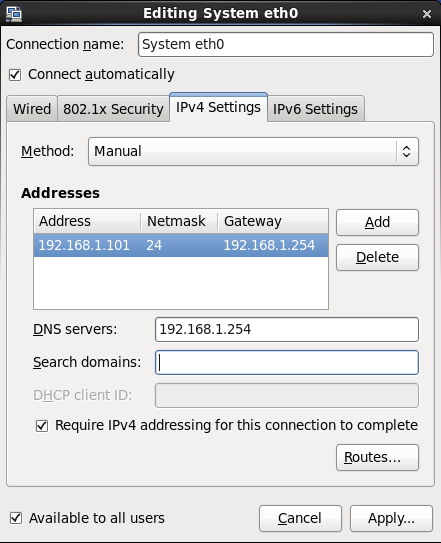 Editing System eth0
Connection name: System eth0
Connect automatically
Wired 802.1x Security IPv4 Settings IPv6 Settings
Method: Manual
Addresses
Address Netmask Gateway
192.168.1.101 24 192.168.1.254
Add
Delete
DNS servers: 192.168.1.254
Search domains:
DHCP client ID:
Require IPv4 addressing for this connection to complete
Routes...
Available to all users
Cancel
Apply...